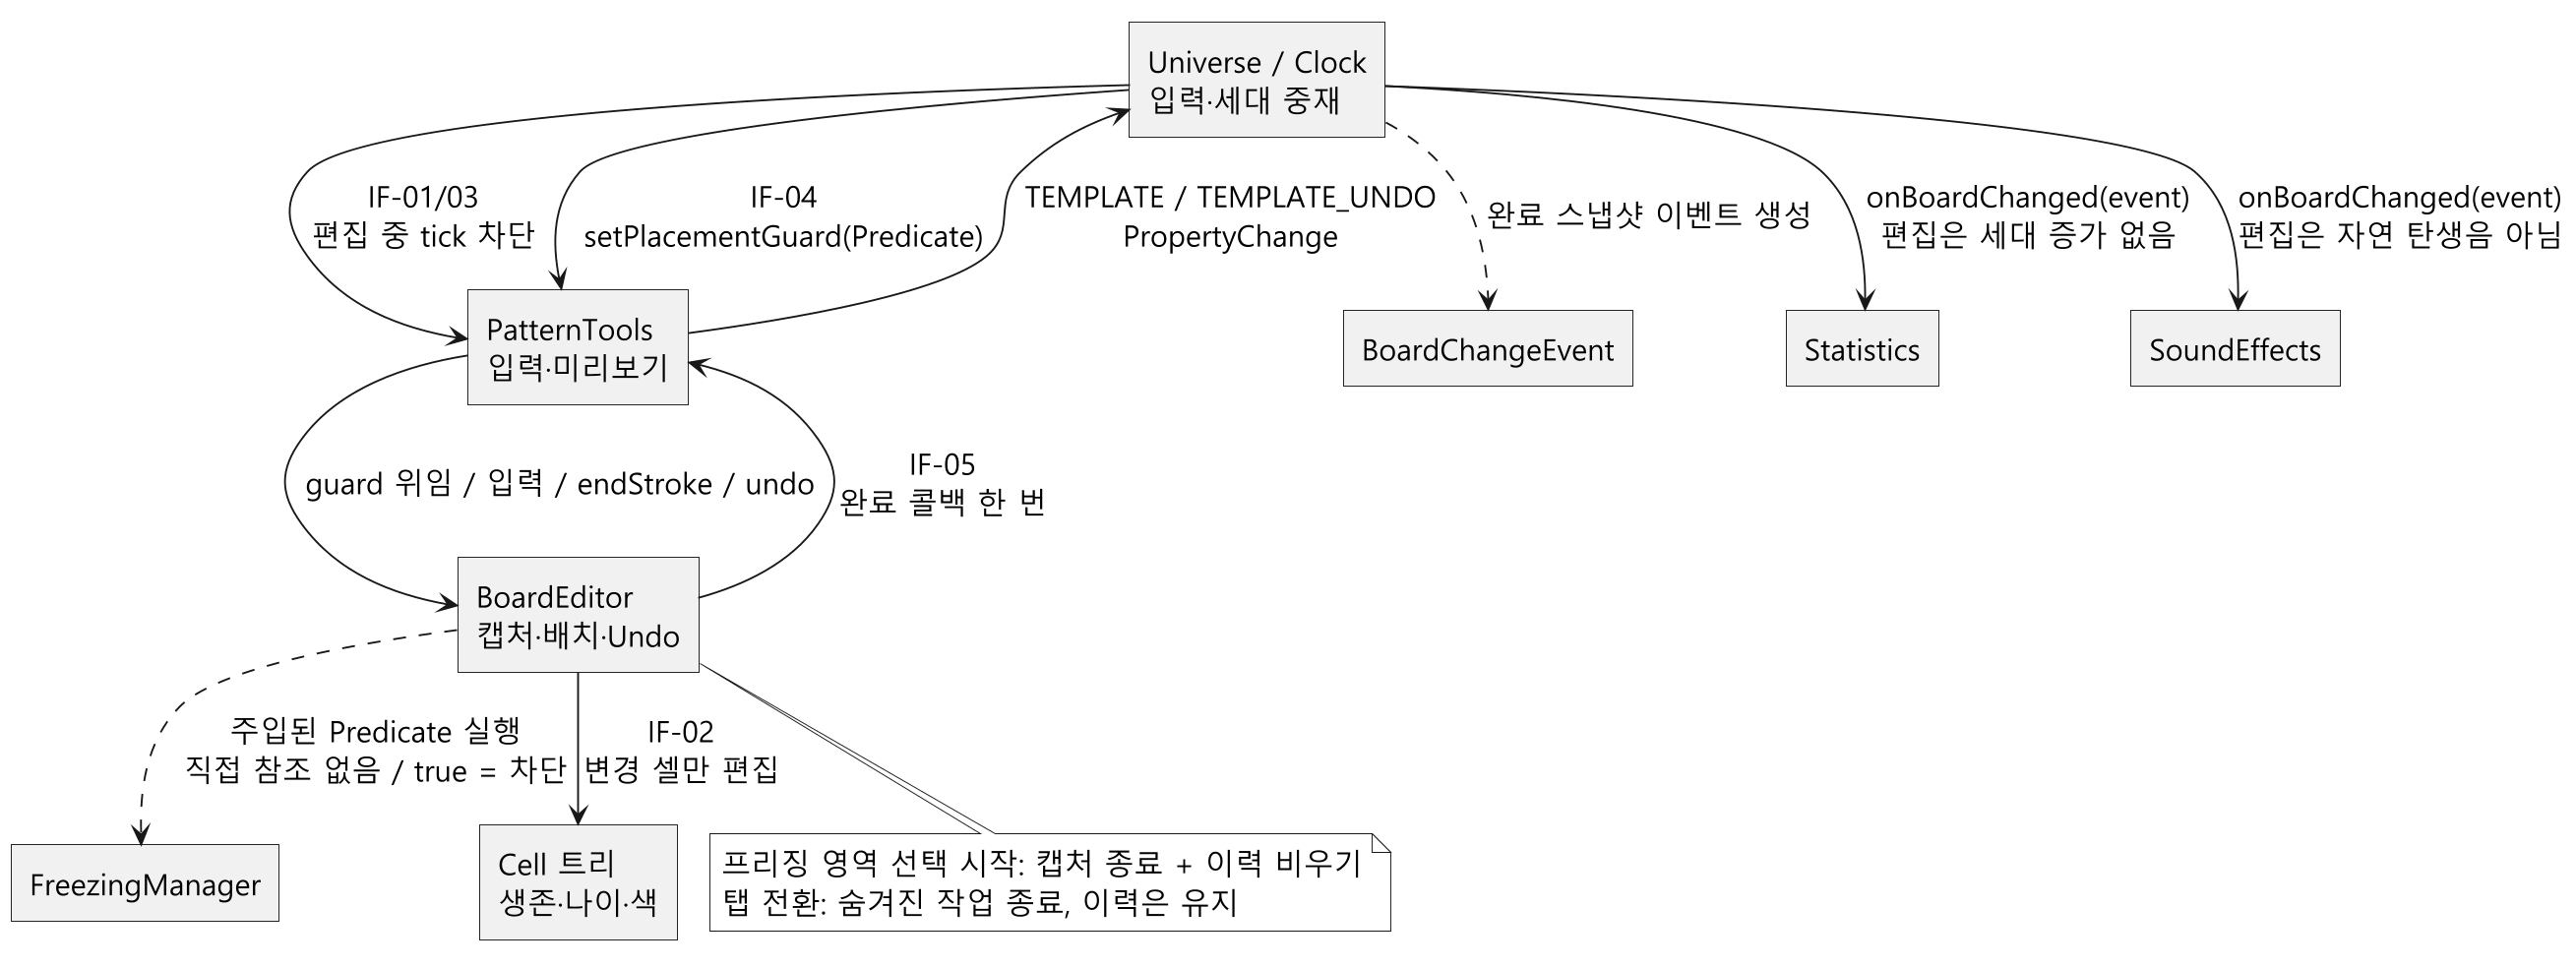 Universe / Clock
입력·세대 중재
IF-01/03
편집 중 tick 차단
IF-04
setPlacementGuard(Predicate)
TEMPLATE / TEMPLATE_UNDO
PropertyChange
완료 스냅샷 이벤트 생성
onBoardChanged(event)
편집은 세대 증가 없음
onBoardChanged(event)
편집은 자연 탄생음 아님
PatternTools
입력·미리보기
BoardChangeEvent
Statistics
SoundEffects
guard 위임 / 입력 / endStroke / undo
IF-05
완료 콜백 한 번
BoardEditor
캡처·배치·Undo
주입된 Predicate 실행
직접 참조 없음 / true = 차단
IF-02
변경 셀만 편집
FreezingManager
Cell 트리
생존·나이·색
프리징 영역 선택 시작: 캡처 종료 + 이력 비우기
탭 전환: 숨겨진 작업 종료, 이력은 유지